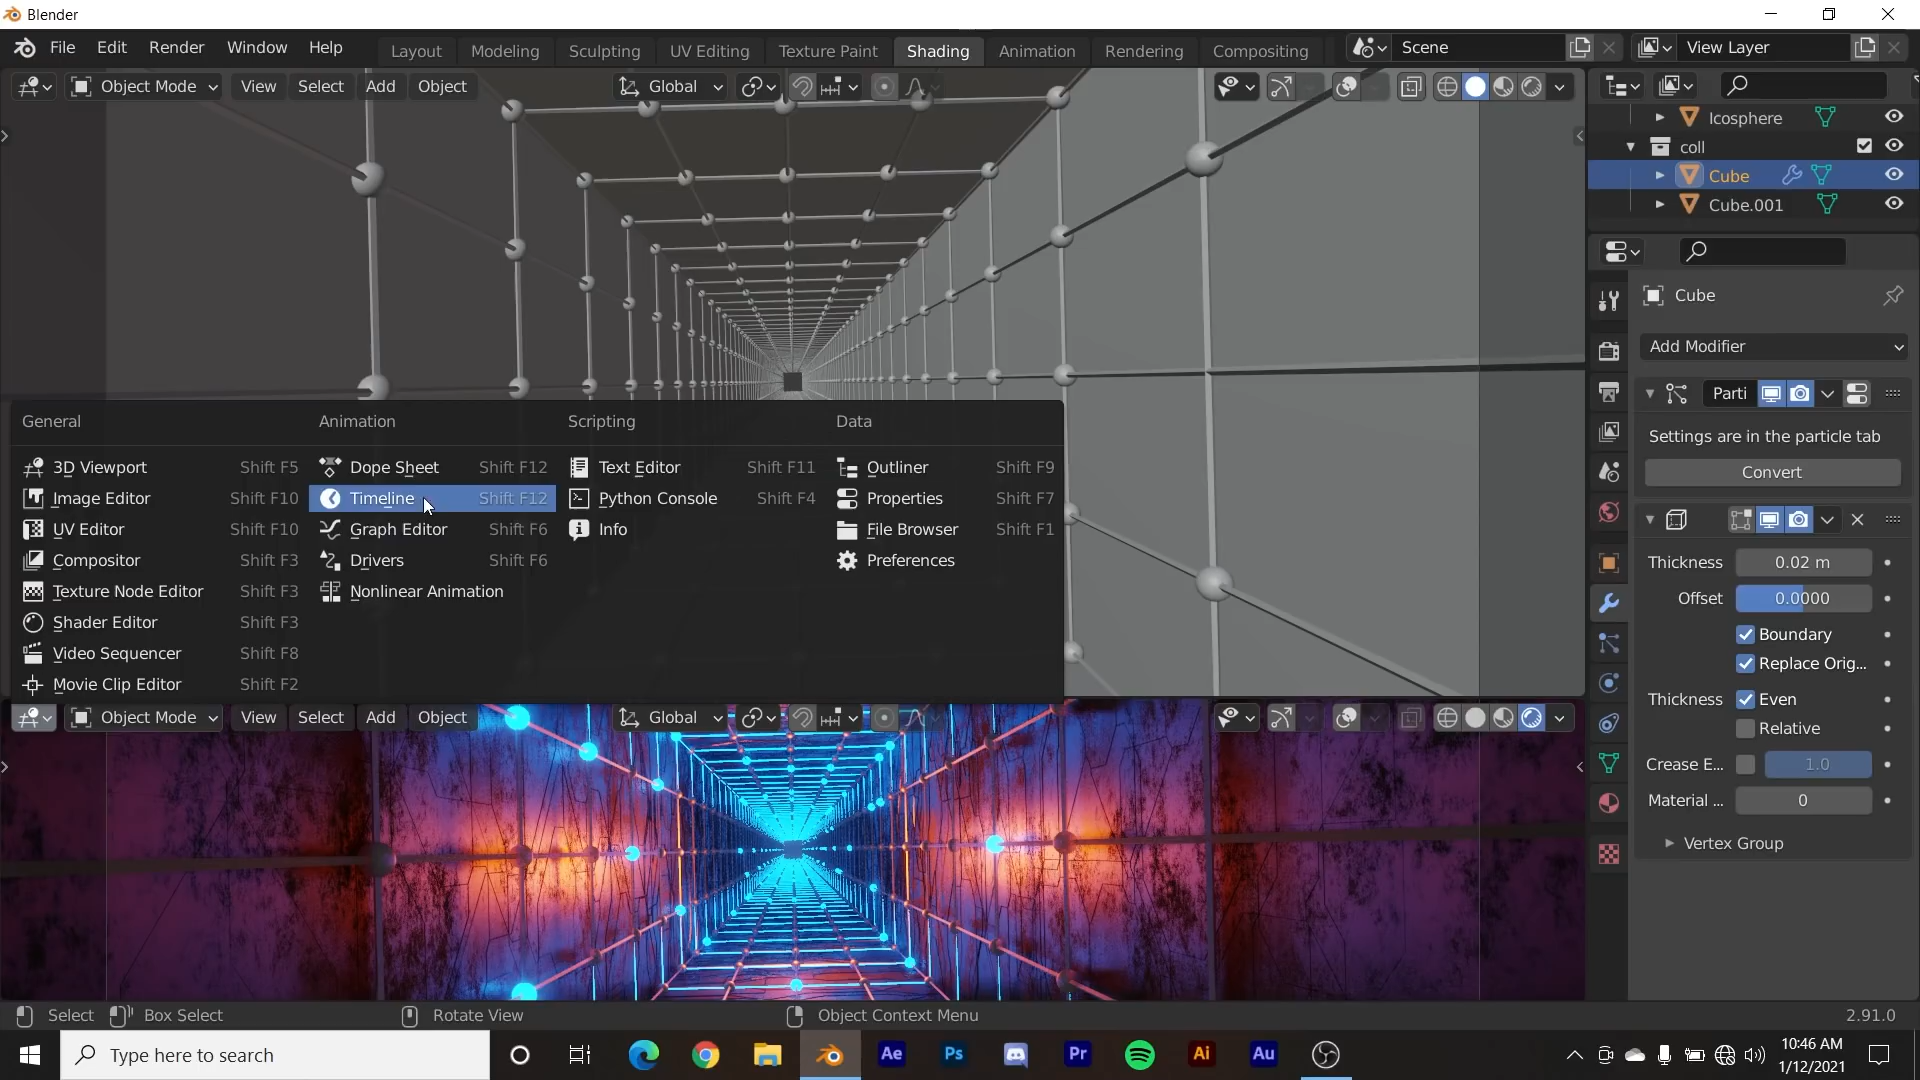 Blender
File Edit Render Window Help Layout Modeling Sculpting UV Editing Texture Paint Shading Animation Rendering Compositing Scene View Layer
Object Mode View Select Add Object Global
Icosphere
coll
Cube
Cube.001
Cube
Add Modifier
Parti
Settings are in the particle tab
Convert
Thickness 0.02 m
Offset 0.0000
Boundary
Replace Orig...
Thickness Even
Relative
Crease E... 1.0
Material ... 0
Vertex Group
General Animation Scripting Data
3D Viewport Shift F5 Dope Sheet Shift F12 Text Editor Shift F11 Outliner Shift F9
Image Editor Shift F10 Timeline Shift F12 Python Console Shift F4 Properties Shift F7
UV Editor Shift F10 Graph Editor Shift F6 Info File Browser Shift F1
Compositor Shift F3 Drivers Shift F6 Preferences
Texture Node Editor Shift F3 Nonlinear Animation
Shader Editor Shift F3
Video Sequencer Shift F8
Movie Clip Editor Shift F2
Object Mode View Select Add Object Global
Select Box Select Rotate View Object Context Menu 2.91.0
Type here to search Ae Ps Pr Ai Au
10:46 AM
1/12/2021